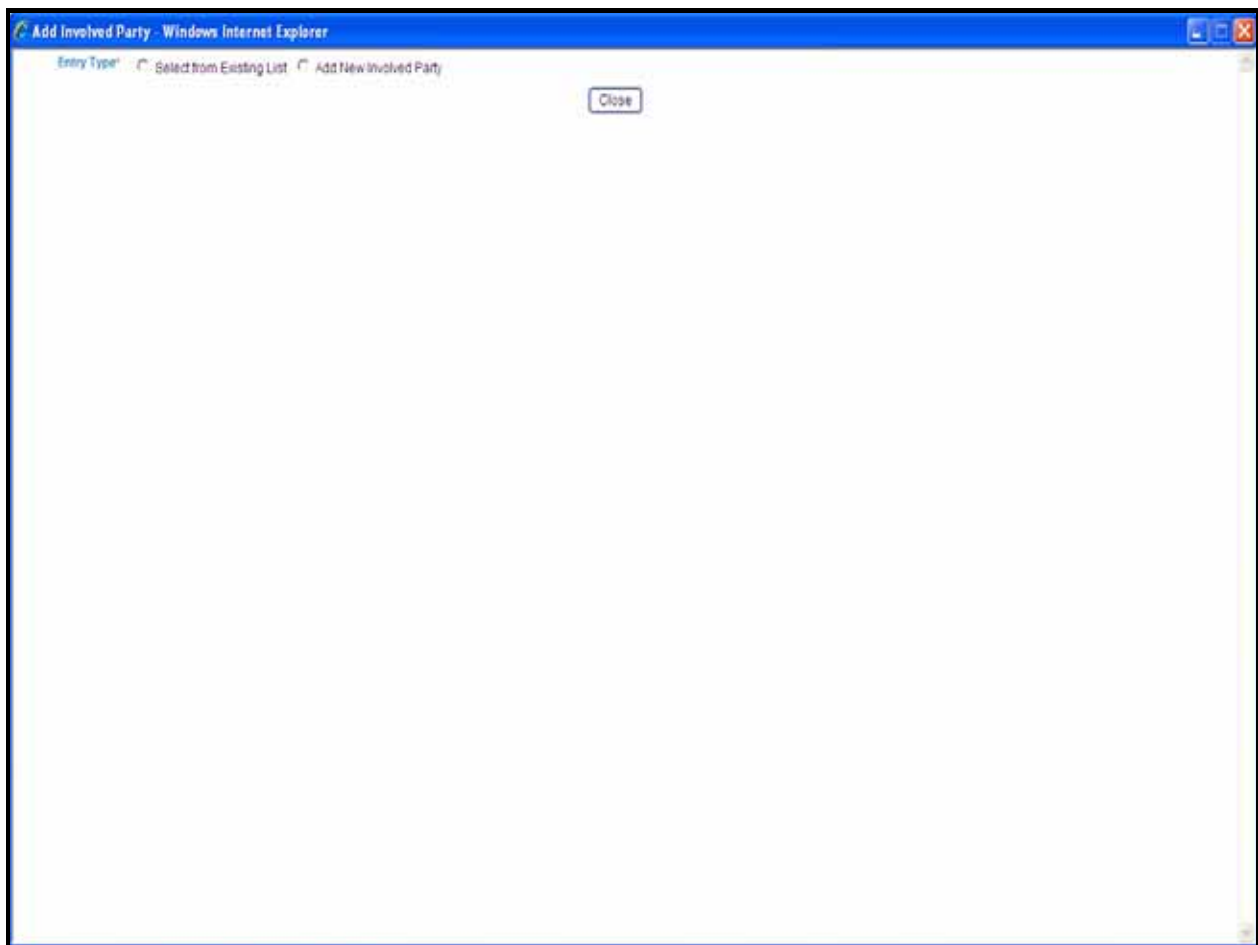 Add Involved Party - Windows Internet Explorer
Entry Type* Select from Existing List Add New Involved Party
Close